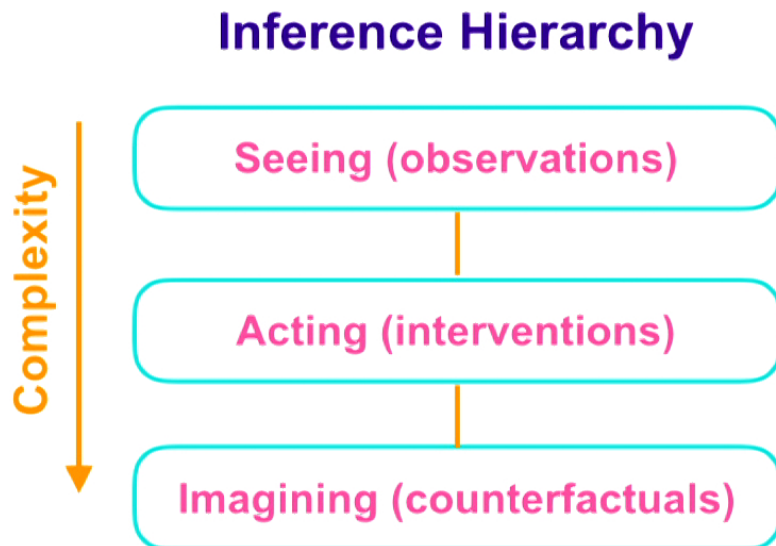 Inference Hierarchy
Complexity
Seeing (observations)
Acting (interventions)
Imagining (counterfactuals)